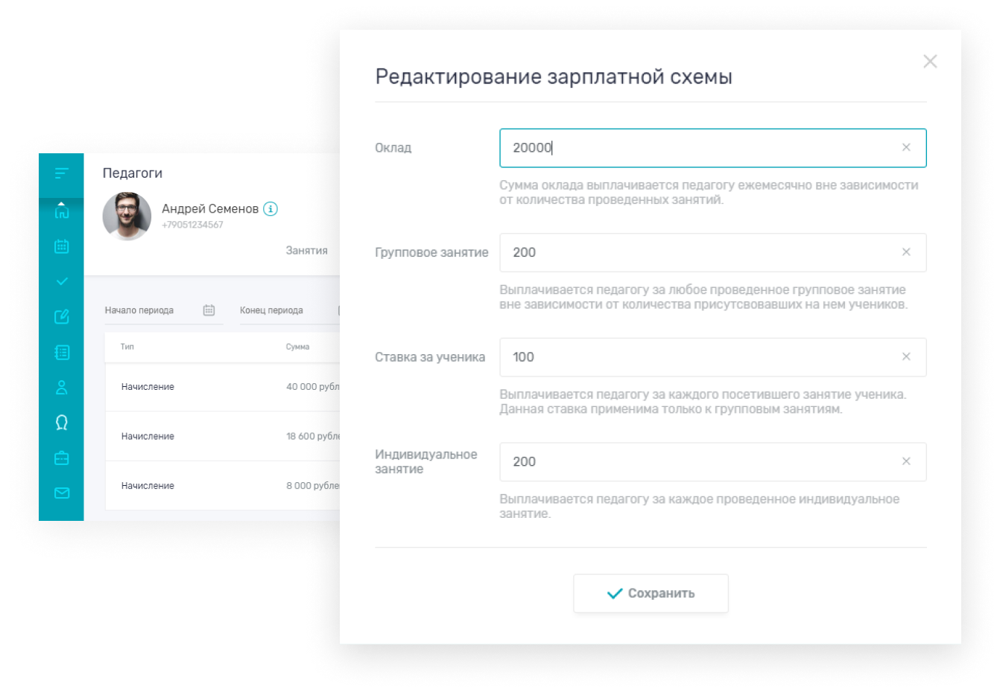 Педагоги
Андрей Семенов
+79051234567
Занятия
Начало периода
Конец периода
Тип Сумма
Начисление 40 000 рубл
Начисление 18 600 рубле
Начисление 8 000 рубле
Редактирование зарплатной схемы
Оклад
20000
Сумма оклада выплачивается педагогу ежемесячно вне зависимости
от количества проведенных занятий.
Групповое занятие
200
Выплачивается педагогу за любое проведенное групповое занятие
вне зависимости от количества присутсвовавших на нем учеников.
Ставка за ученика
100
Выплачивается педагогу за каждого посетившего занятие ученика.
Данная ставка применима только к групповым занятиям.
Индивидуальное
занятие
200
Выплачивается педагогу за каждое проведенное индивидуальное
занятие.
Сохранить